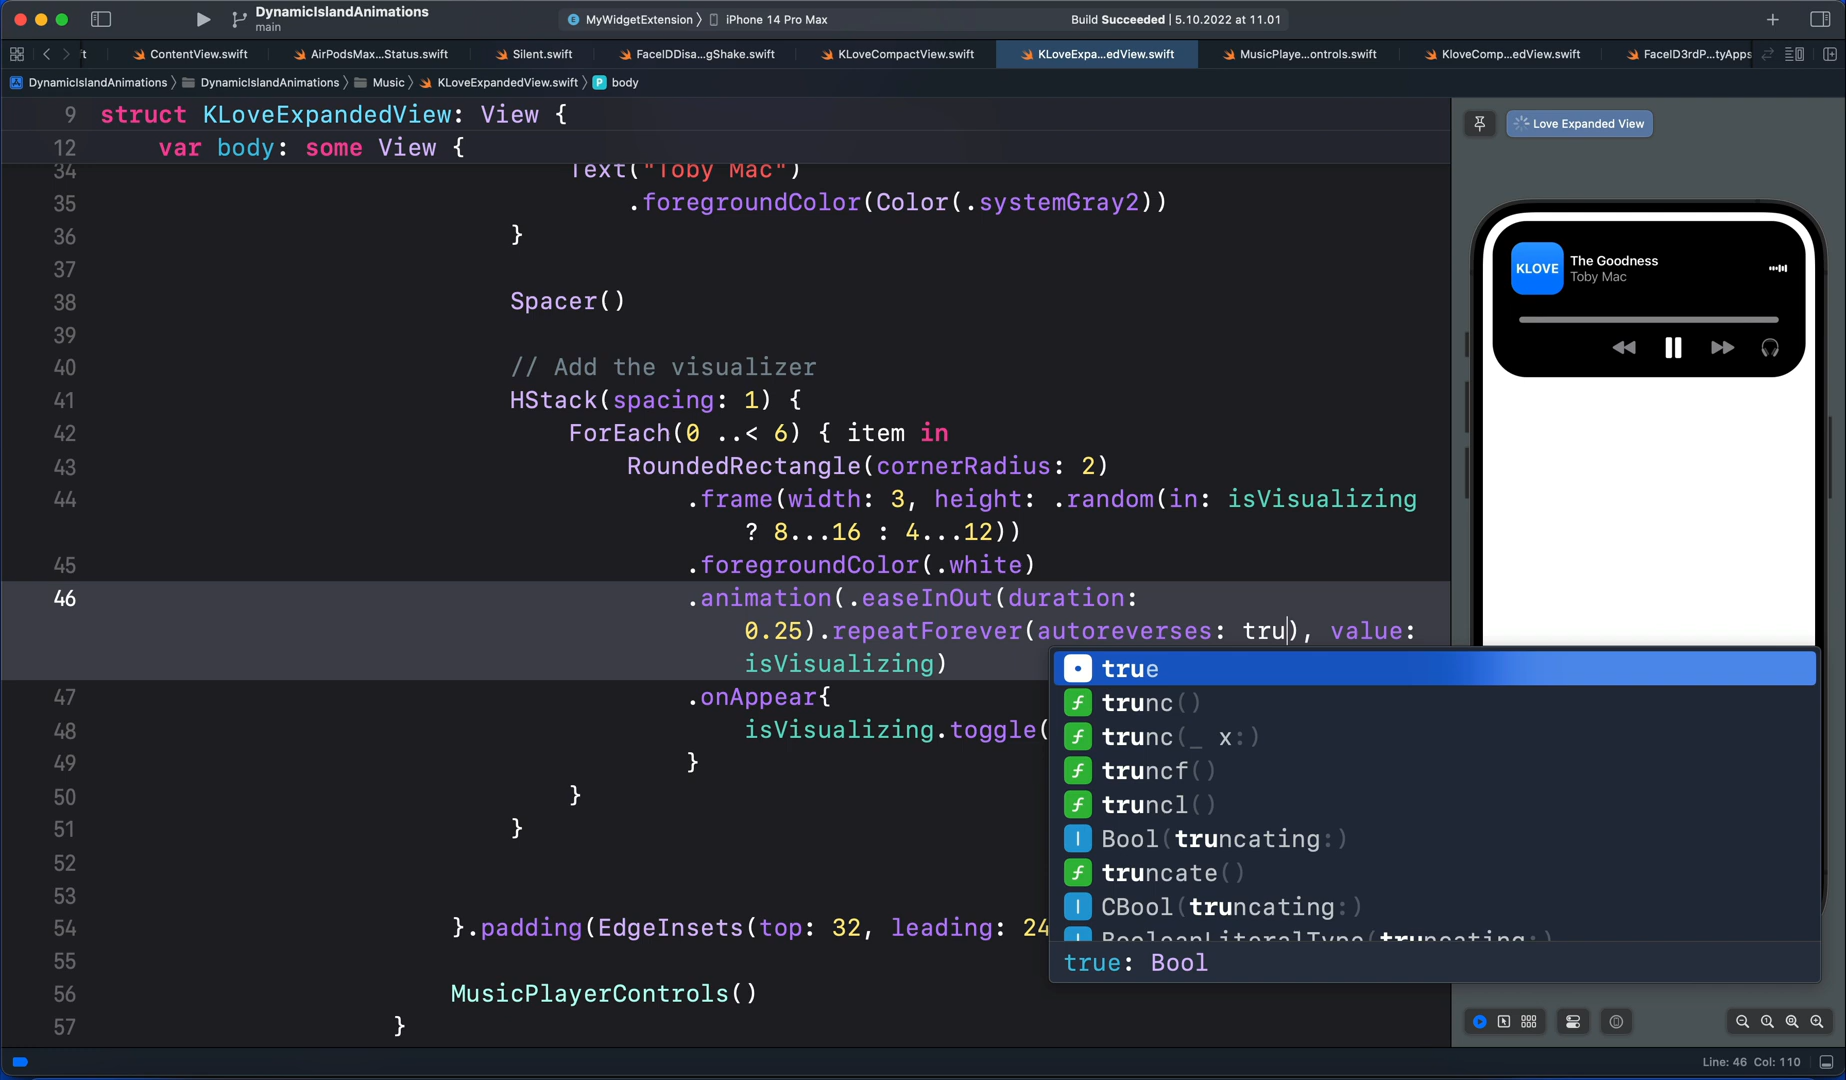 DynamicIslandAnimations
main
MyWidgetExtension 〉 iPhone 14 Pro Max
Build Succeeded | 5.10.2022 at 11.01
ft ContentView.swift AirPodsMax...Status.swift Silent.swift FaceIDDisa...gShake.swift KLoveCompactView.swift KLoveExpa...edView.swift MusicPlaye...ontrols.swift KloveComp...edView.swift FaceID3rdP...tyApps
DynamicIslandAnimations 〉 DynamicIslandAnimations 〉 Music 〉 KLoveExpandedView.swift 〉 P body
9 struct KLoveExpandedView: View {
12 var body: some View {
34 Text("Toby Mac")
35 .foregroundColor(Color(.systemGray2))
36 }
37
38 Spacer()
39
40 // Add the visualizer
41 HStack(spacing: 1) {
42 ForEach(0 ..< 6) { item in
43 RoundedRectangle(cornerRadius: 2)
44 .frame(width: 3, height: .random(in: isVisualizing
? 8...16 : 4...12))
45 .foregroundColor(.white)
46 .animation(.easeInOut(duration:
0.25).repeatForever(autoreverses: tru), value:
isVisualizing)
47 .onAppear{
48 isVisualizing.toggle(
49 }
50 }
51 }
52
53
54 }.padding(EdgeInsets(top: 32, leading: 24
55
56 MusicPlayerControls()
57 }
true
f trunc()
f trunc(_ x:)
f truncf()
f truncl()
I Bool(truncating:)
f truncate()
I CBool(truncating:)
I BooleanLiteralType(truncating:)
true: Bool
Love Expanded View
KLOVE
The Goodness
Toby Mac
Line: 46 Col: 110